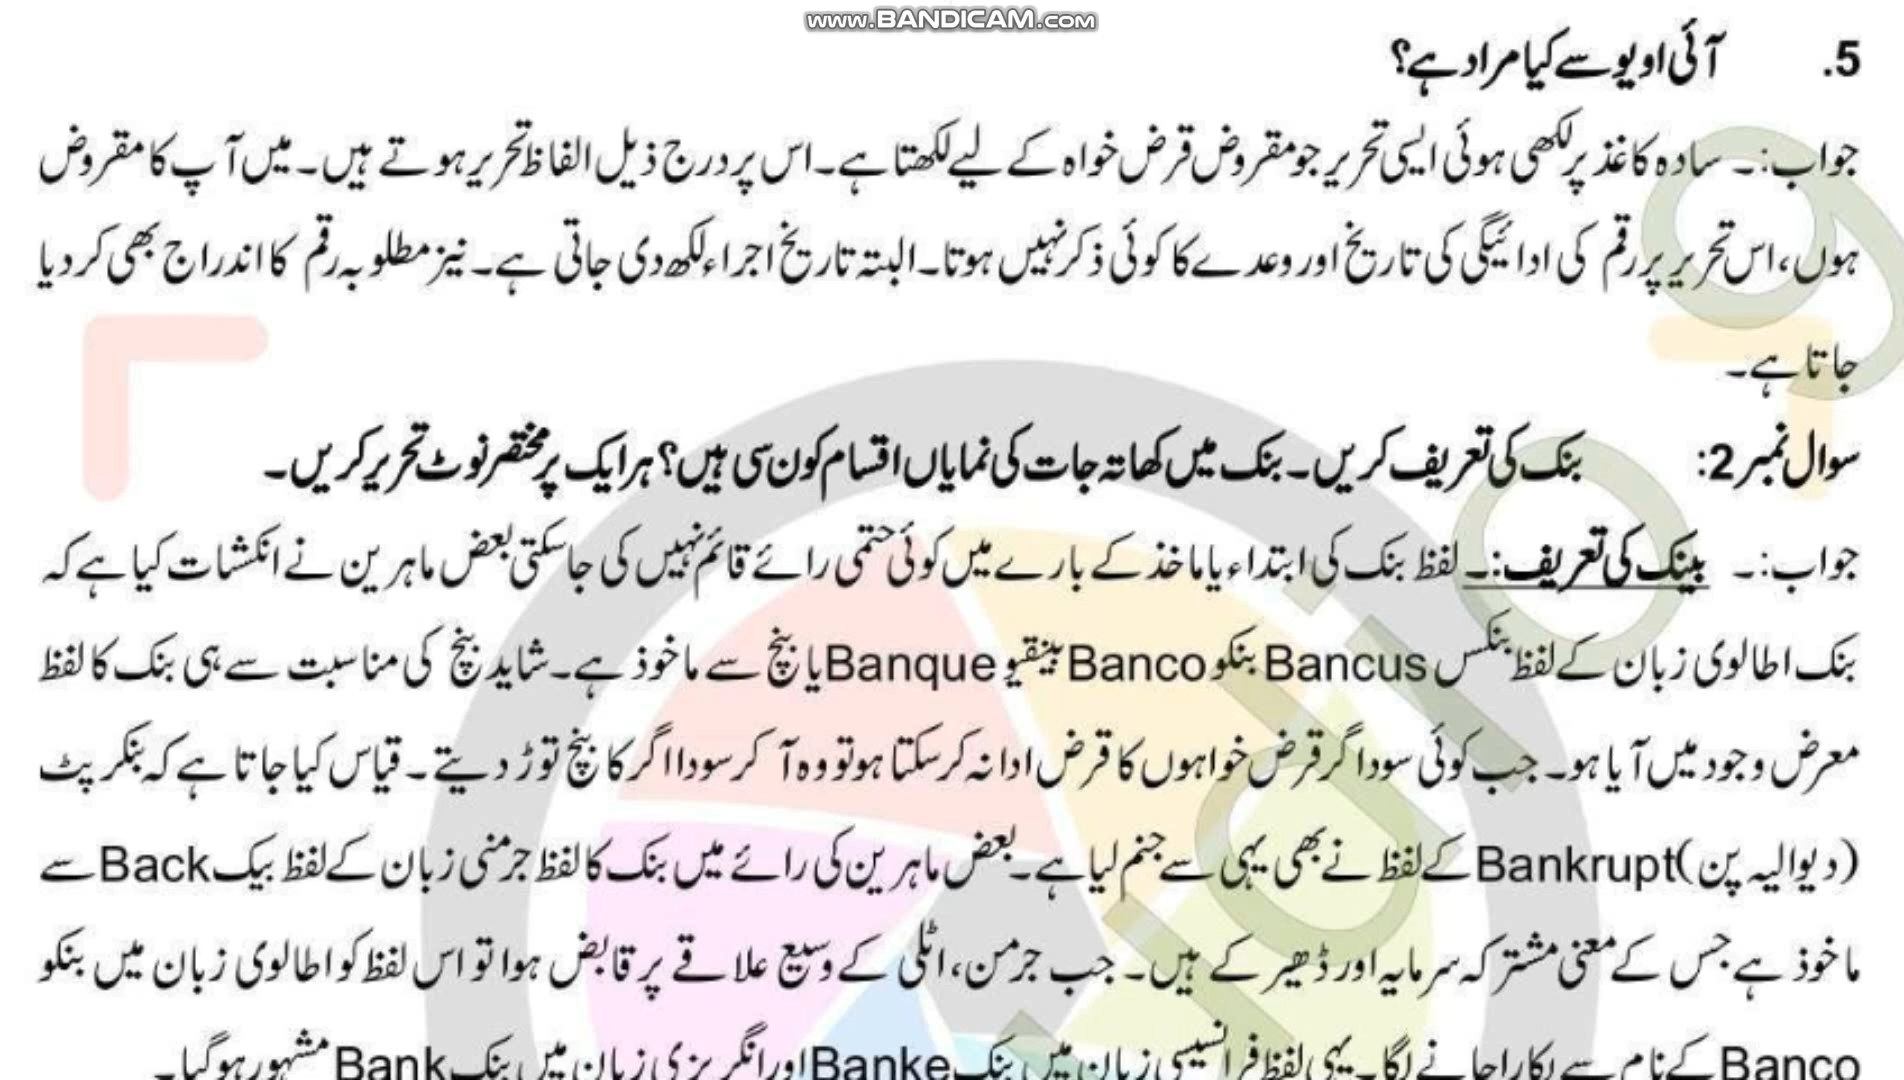 www.BANDICAM.com
5. آئی او یو سے کیا مراد ہے؟
جواب:۔ سادہ کاغذ پر لکھی ہوئی ایسی تحریر جو مقروض قرض خواہ کے لیے لکھتا ہے۔ اس پر درج ذیل الفاظ تحریر ہوتے ہیں۔ میں آپ کا مقروض
ہوں، اس تحریر پر رقم کی ادائیگی کی تاریخ اور وعدے کا کوئی ذکر نہیں ہوتا۔ البتہ تاریخ اجراء لکھ دی جاتی ہے۔ نیز مطلوبہ رقم کا اندراج بھی کر دیا
جاتا ہے۔
سوال نمبر 2: بنک کی تعریف کریں۔ بنک میں کھاتہ جات کی نمایاں اقسام کون سی ہیں؟ ہر ایک پر مختصر نوٹ تحریر کریں۔
جواب:۔ بینک کی تعریف:۔ لفظ بنک کی ابتداء یا ماخذ کے بارے میں کوئی حتمی رائے قائم نہیں کی جا سکتی بعض ماہرین نے انکشات کیا ہے کہ
بنک اطالوی زبان کے لفظ بنکس Bancus بنکو Banco بینقیو Banque یا بنچ سے ماخوذ ہے۔ شاید بنچ کی مناسبت سے ہی بنک کا لفظ
معرض وجود میں آیا ہو۔ جب کوئی سوداگر قرض خواہوں کا قرض ادا نہ کر سکتا ہو تو وہ آ کر سودااگر کا بنچ توڑ دیتے۔ قیاس کیا جاتا ہے کہ بنکرپٹ
(دیوالیہ پن) Bankrupt کے لفظ نے بھی یہی سے جنم لیا ہے۔ بعض ماہرین کی رائے میں بنک کا لفظ جرمنی زبان کے لفظ بیک Back سے
ماخوذ ہے جس کے معنی مشترکہ سرمایہ اور ڈھیر کے ہیں۔ جب جرمن، اٹلی کے وسیع علاقے پر قابض ہوا تو اس لفظ کو اطالوی زبان میں بنکو
Banco کے نام سے پکارا جانے لگا۔ یہی لفظ فرانسیسی زبان میں بنک Banke اور انگریزی زبان میں بنک Bank مشہور ہو گیا۔